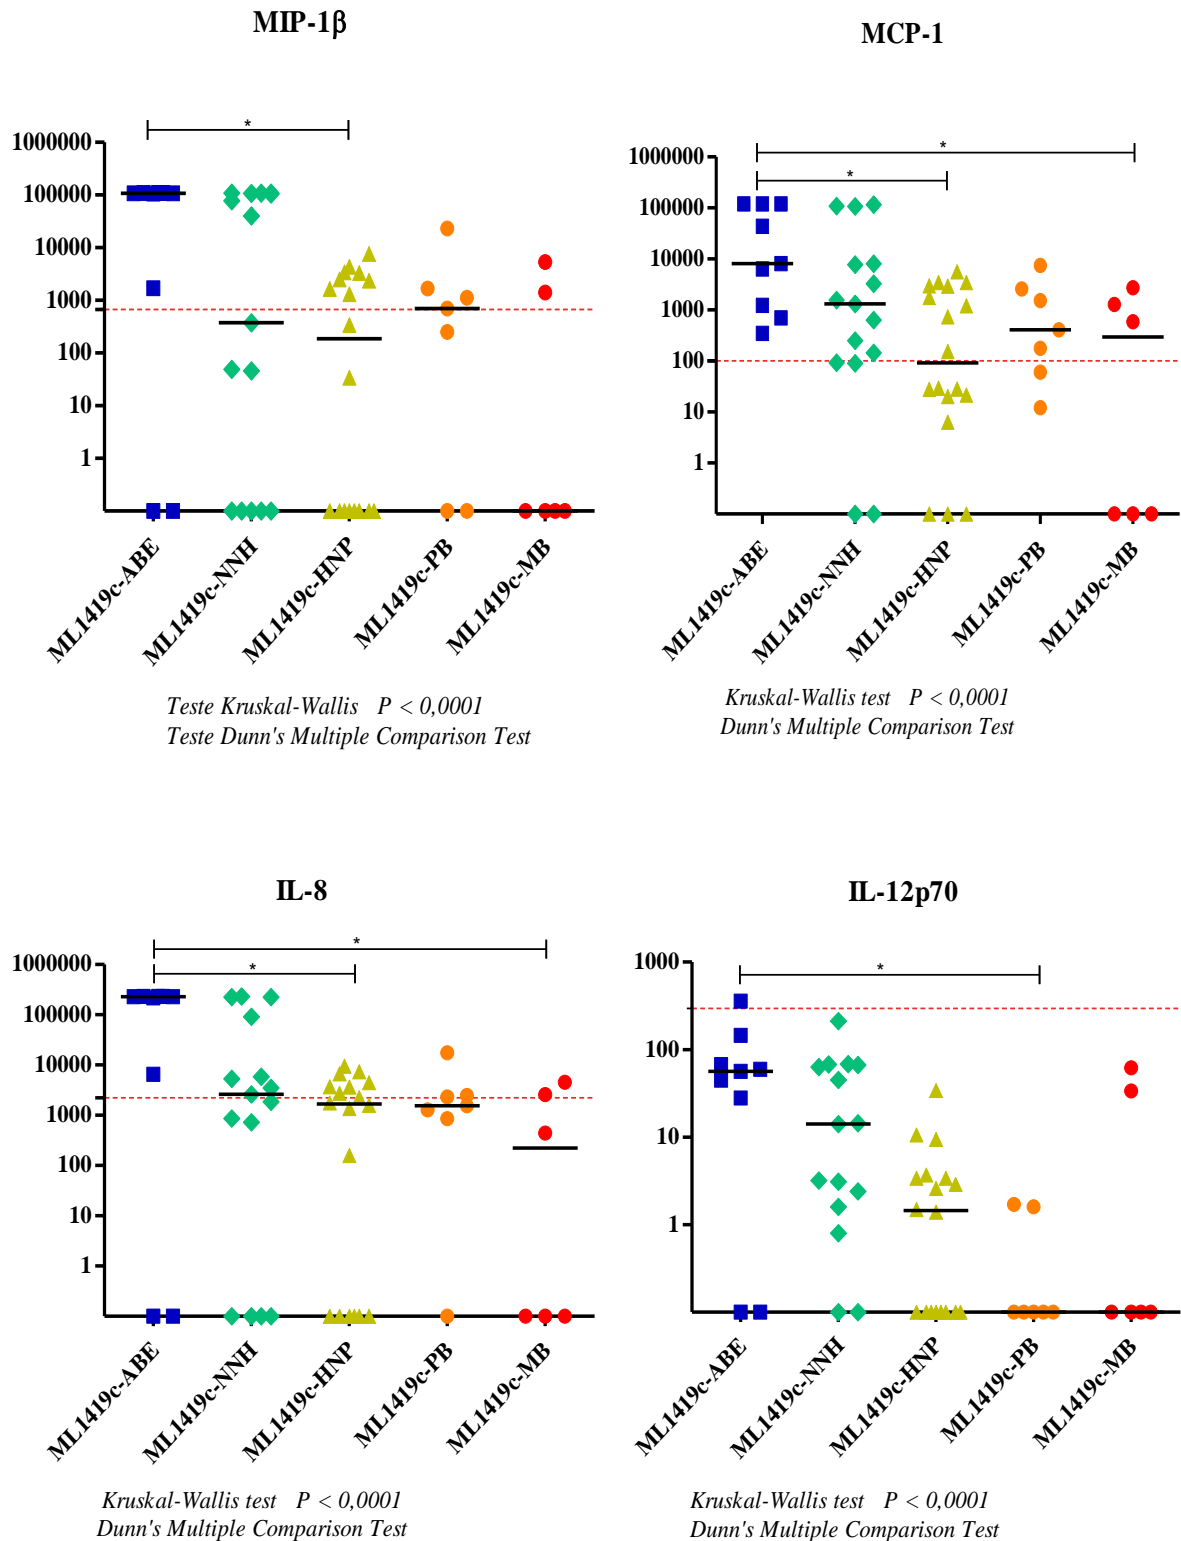 MIP-1β
*
1000000
100000
10000
1000
100
10
1
ML1419c-ABE
ML1419c-NNH
ML1419c-HNP
ML1419c-PB
ML1419c-MB
Teste Kruskal-Wallis P < 0,0001
Teste Dunn's Multiple Comparison Test
MCP-1
*
*
1000000
100000
10000
1000
100
10
1
ML1419c-ABE
ML1419c-NNH
ML1419c-HNP
ML1419c-PB
ML1419c-MB
Kruskal-Wallis test P < 0,0001
Dunn's Multiple Comparison Test
IL-8
*
*
1000000
100000
10000
1000
100
10
1
ML1419c-ABE
ML1419c-NNH
ML1419c-HNP
ML1419c-PB
ML1419c-MB
Kruskal-Wallis test P < 0,0001
Dunn's Multiple Comparison Test
IL-12p70
*
1000
100
10
1
ML1419c-ABE
ML1419c-NNH
ML1419c-HNP
ML1419c-PB
ML1419c-MB
Kruskal-Wallis test P < 0,0001
Dunn's Multiple Comparison Test